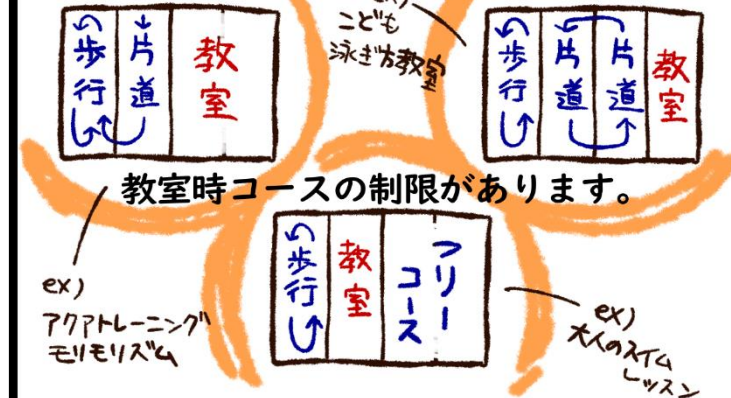 歩行
片道
教室
ex)
こども
泳ぎ方教室
歩行
片道
片道
教室
教室時コースの制限があります。
歩行
教室
フリー
コース
ex)
アクアトレーニング
モリモリズム
ex)
大人のスイム
レッスン